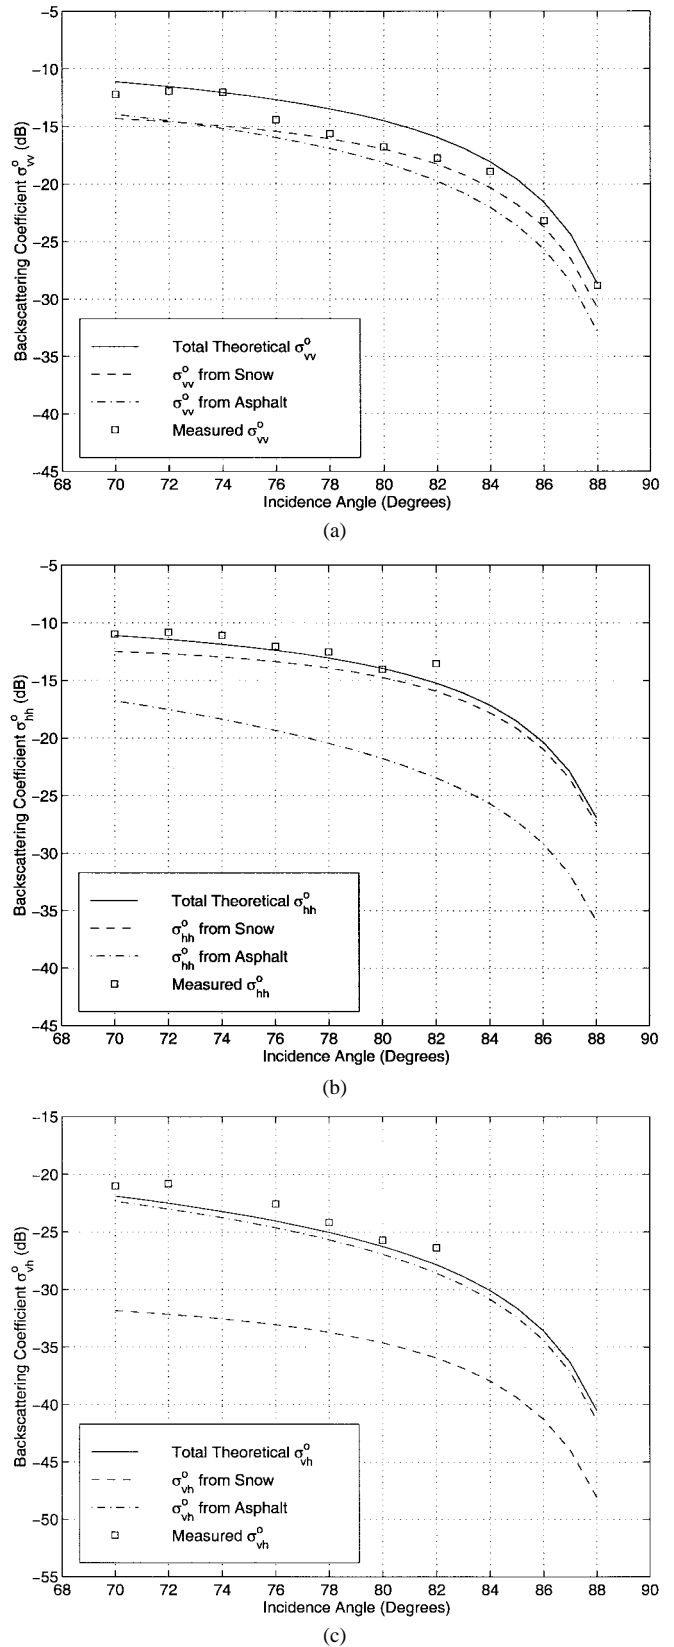 Backscattering Coefficient σ°vv (dB)
−5
−10
−15
−20
−25
−30
−35
−40
−45
Total Theoretical σ°vv
σ°vv from Snow
σ°vv from Asphalt
Measured σ°vv
68 70 72 74 76 78 80 82 84 86 88 90
Incidence Angle (Degrees)
(a)
Backscattering Coefficient σ°hh (dB)
−5
−10
−15
−20
−25
−30
−35
−40
−45
Total Theoretical σ°hh
σ°hh from Snow
σ°hh from Asphalt
Measured σ°hh
68 70 72 74 76 78 80 82 84 86 88 90
Incidence Angle (Degrees)
(b)
Backscattering Coefficient σ°vh (dB)
−15
−20
−25
−30
−35
−40
−45
−50
−55
Total Theoretical σ°vh
σ°vh from Snow
σ°vh from Asphalt
Measured σ°vh
68 70 72 74 76 78 80 82 84 86 88 90
Incidence Angle (Degrees)
(c)